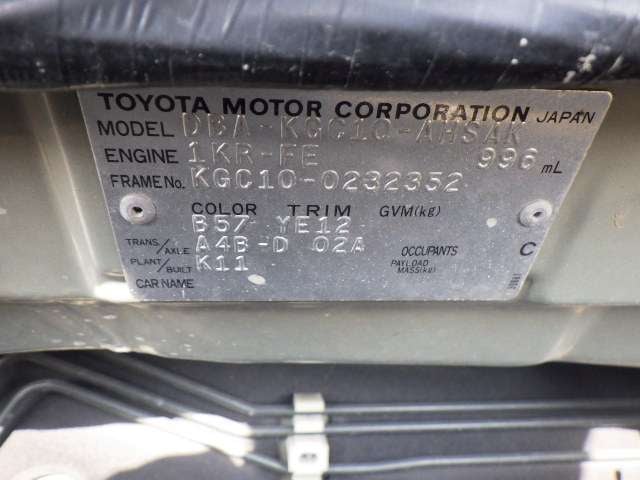 TOYOTA MOTOR CORPORATION JAPAN
MODEL DBA-KGC10-AHSAK
ENGINE 1KR-FE 996 mL
FRAME No. KGC10-0232352
COLOR TRIM GVM(kg)
B57 YE12
TRANS./AXLE A4B-D 02A OCCUPANTS C
PLANT/BUILT K11 PAYLOAD MASS(kg)
CAR NAME